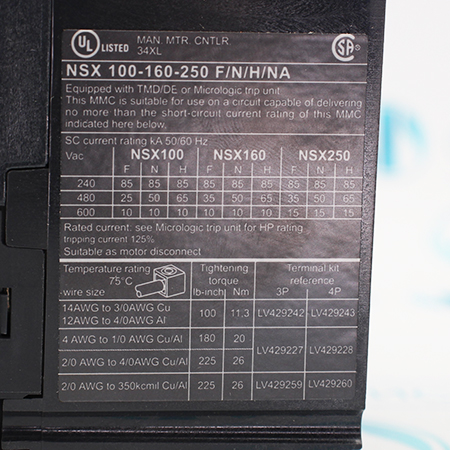 UL LISTED MAN. MTR. CNTLR. 34XL SA
NSX 100-160-250 F/N/H/NA
Equipped with TMD/DE or Micrologic trip unit
This MMC is suitable for use on a circuit capable of delivering
no more than the short-circuit current rating of this MMC
indicated here below.
SC current rating kA 50/60 Hz
Vac NSX100 NSX160 NSX250
F N H F N H F N H
240 85 85 85 85 85 85 85 85 85
480 25 50 65 35 50 65 35 50 65
600 10 10 10 10 10 10 15 15 15
Rated current: see Micrologic trip unit for HP rating
tripping current 125%
Suitable as motor disconnect
Temperature rating 75°C Tightening torque Terminal kit reference
wire size lb-inch Nm 3P 4P
14AWG to 3/0AWG Cu
12AWG to 4/0AWG Al 100 11,3 LV429242 LV429243
4 AWG to 1/0 AWG Cu/Al 180 20
LV429227 LV429228
2/0 AWG to 4/0AWG Cu/Al 225 26
2/0 AWG to 350kcmil Cu/Al 225 26 LV429259 LV429260